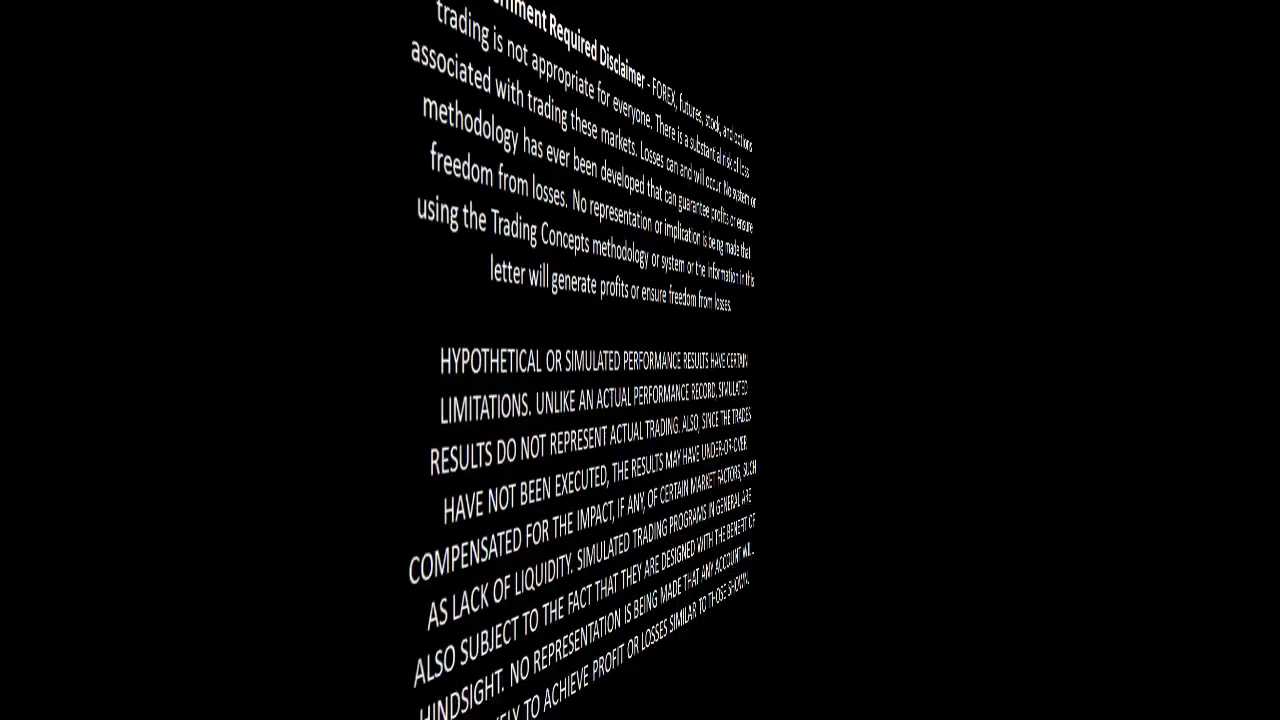 Required Disclaimer - FOREX, futures, stock, and options
trading is not appropriate for everyone. There is a substantial risk of loss
associated with trading these markets. Losses can and will occur. No system or
methodology has ever been developed that can guarantee profits or ensure
freedom from losses. No representation or implication is being made that
using the Trading Concepts methodology or system or the information in this
letter will generate profits or ensure freedom from losses.
HYPOTHETICAL OR SIMULATED PERFORMANCE RESULTS HAVE CERTAIN
LIMITATIONS. UNLIKE AN ACTUAL PERFORMANCE RECORD, SIMULATED
RESULTS DO NOT REPRESENT ACTUAL TRADING. ALSO, SINCE THE TRADES
HAVE NOT BEEN EXECUTED, THE RESULTS MAY HAVE UNDER-OR-OVER
COMPENSATED FOR THE IMPACT, IF ANY, OF CERTAIN MARKET FACTORS, SUCH
AS LACK OF LIQUIDITY. SIMULATED TRADING PROGRAMS IN GENERAL ARE
ALSO SUBJECT TO THE FACT THAT THEY ARE DESIGNED WITH THE BENEFIT OF
HINDSIGHT. NO REPRESENTATION IS BEING MADE THAT ANY ACCOUNT WILL
TO ACHIEVE PROFIT OR LOSSES SIMILAR TO THOSE SHOWN.